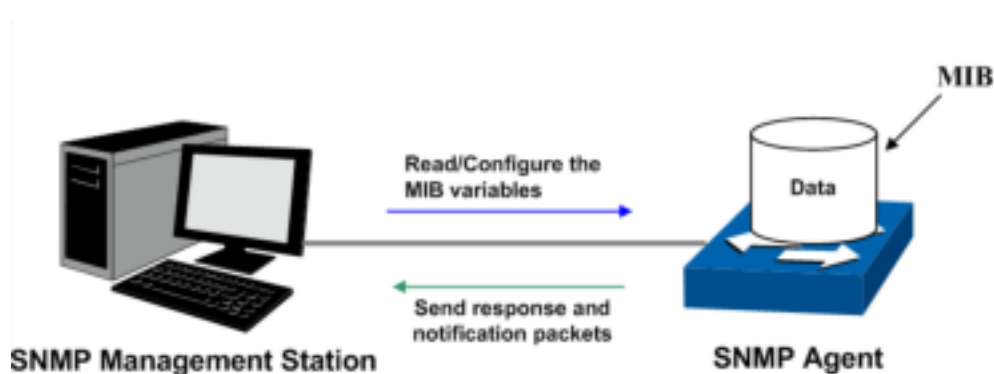 MIB
Read/Configure the
MIB variables
Data
Send response and
notification packets
SNMP Management Station
SNMP Agent